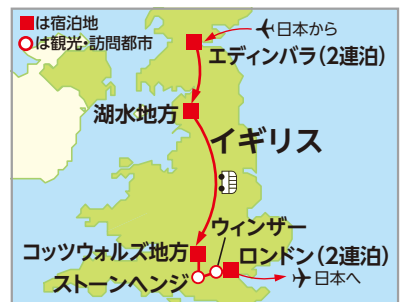 ■は宿泊地
○は観光・訪問都市
日本から
エディンバラ（2連泊）
湖水地方
イギリス
ウィンザー
コッツウォルズ地方
ロンドン（2連泊）
ストーンヘンジ
日本へ